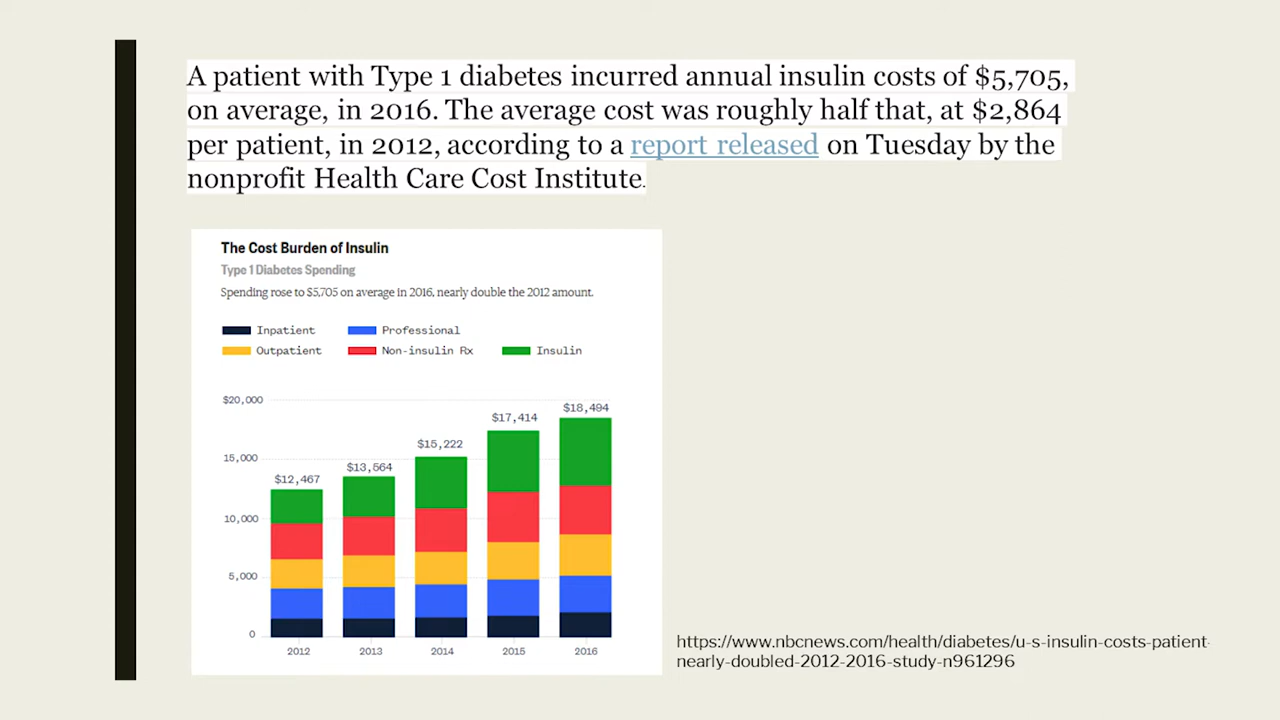 A patient with Type 1 diabetes incurred annual insulin costs of $5,705,
on average, in 2016. The average cost was roughly half that, at $2,864
per patient, in 2012, according to a report released on Tuesday by the
nonprofit Health Care Cost Institute.
The Cost Burden of Insulin
Type 1 Diabetes Spending
Spending rose to $5,705 on average in 2016, nearly double the 2012 amount.
Inpatient Professional
Outpatient Non-insulin Rx Insulin
$20,000
$18,494
$17,414
$15,222
15,000
$13,564
$12,467
10,000
5,000
0
2012 2013 2014 2015 2016
https://www.nbcnews.com/health/diabetes/u-s-insulin-costs-patient-
nearly-doubled-2012-2016-study-n961296